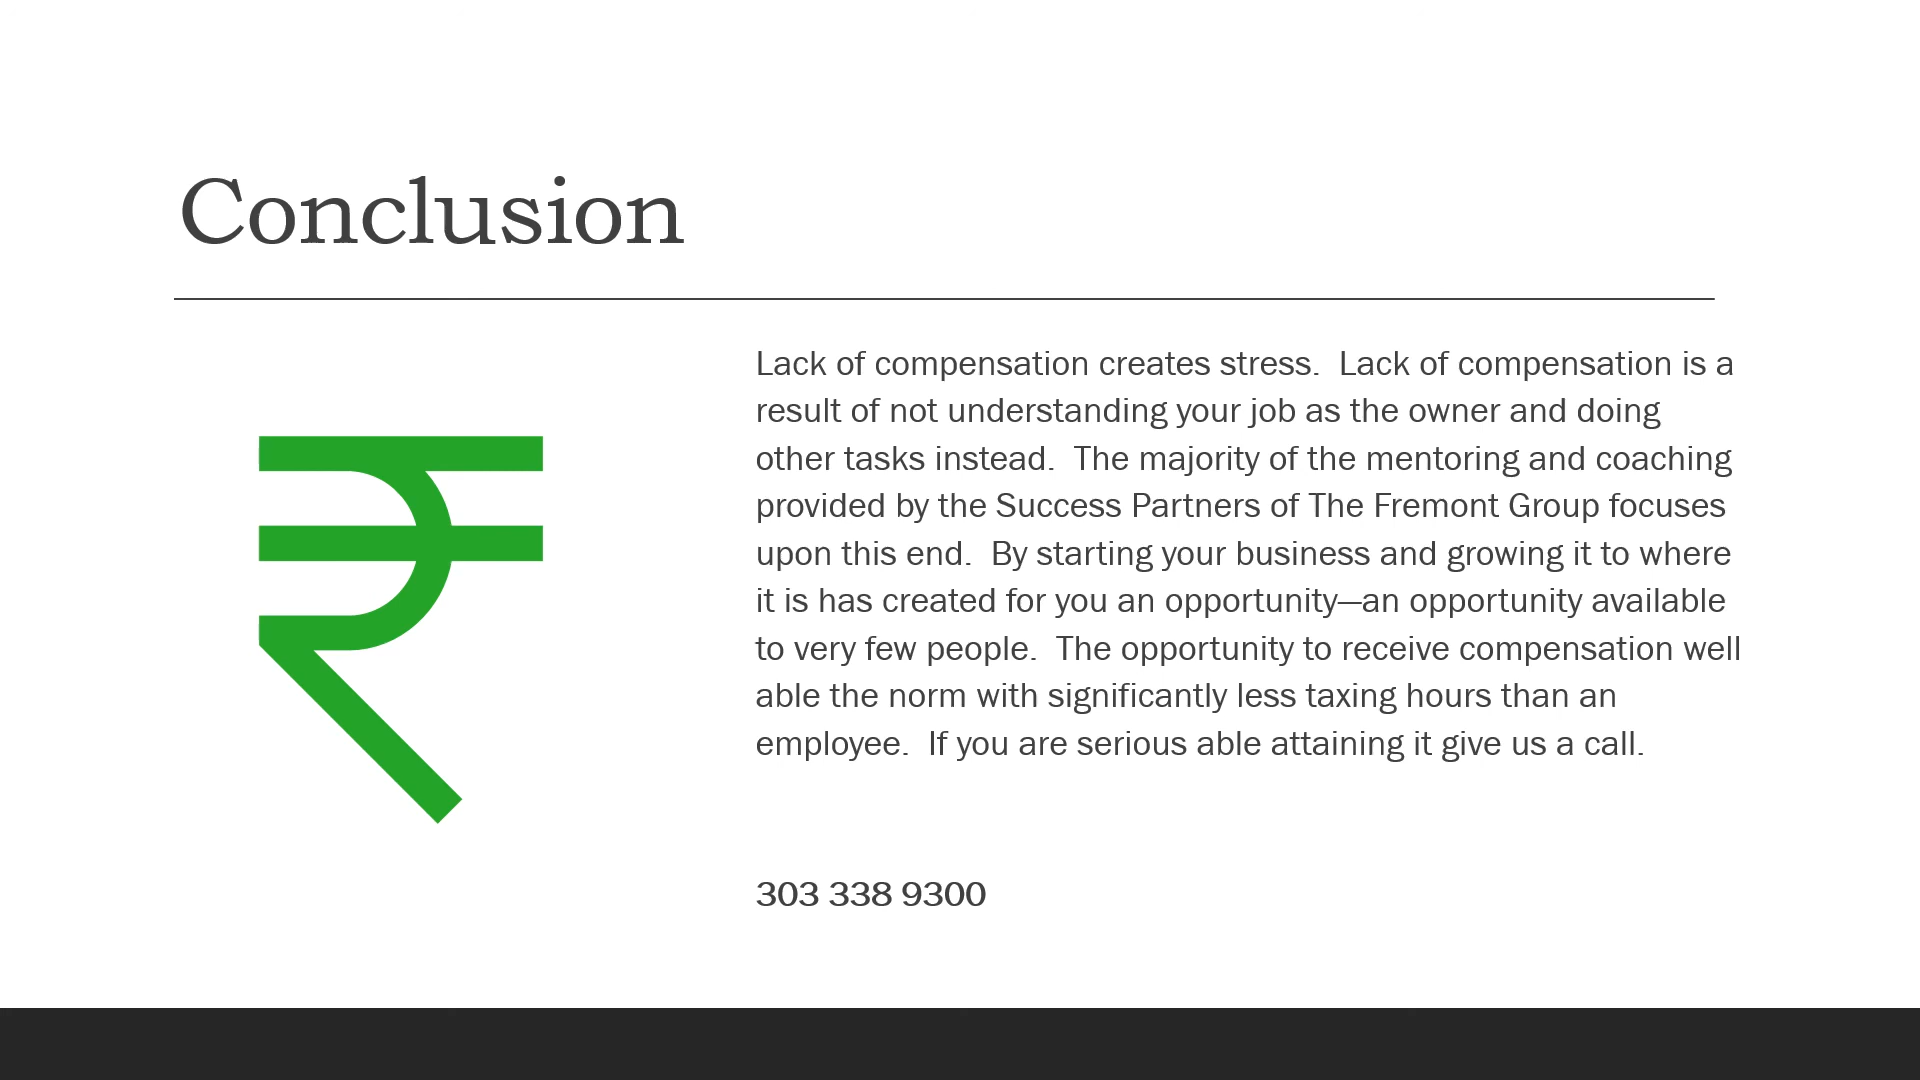 Conclusion
₹
Lack of compensation creates stress.  Lack of compensation is a
result of not understanding your job as the owner and doing
other tasks instead.  The majority of the mentoring and coaching
provided by the Success Partners of The Fremont Group focuses
upon this end.  By starting your business and growing it to where
it is has created for you an opportunity—an opportunity available
to very few people.  The opportunity to receive compensation well
able the norm with significantly less taxing hours than an
employee.  If you are serious able attaining it give us a call.
303 338 9300